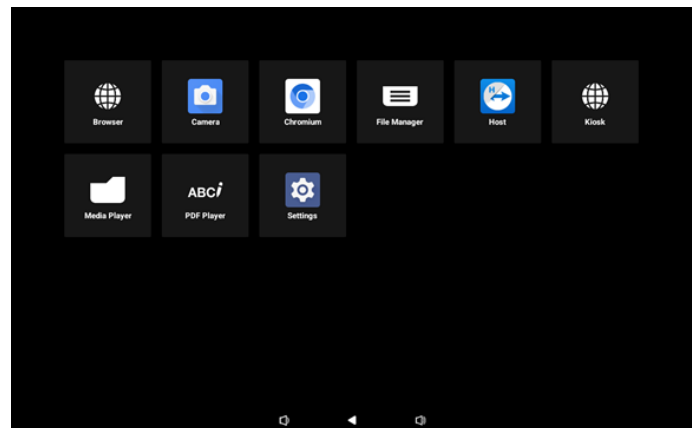 Browser
Camera
Chromium
File Manager
H
Host
Kiosk
Media Player
ABCi
PDF Player
Settings